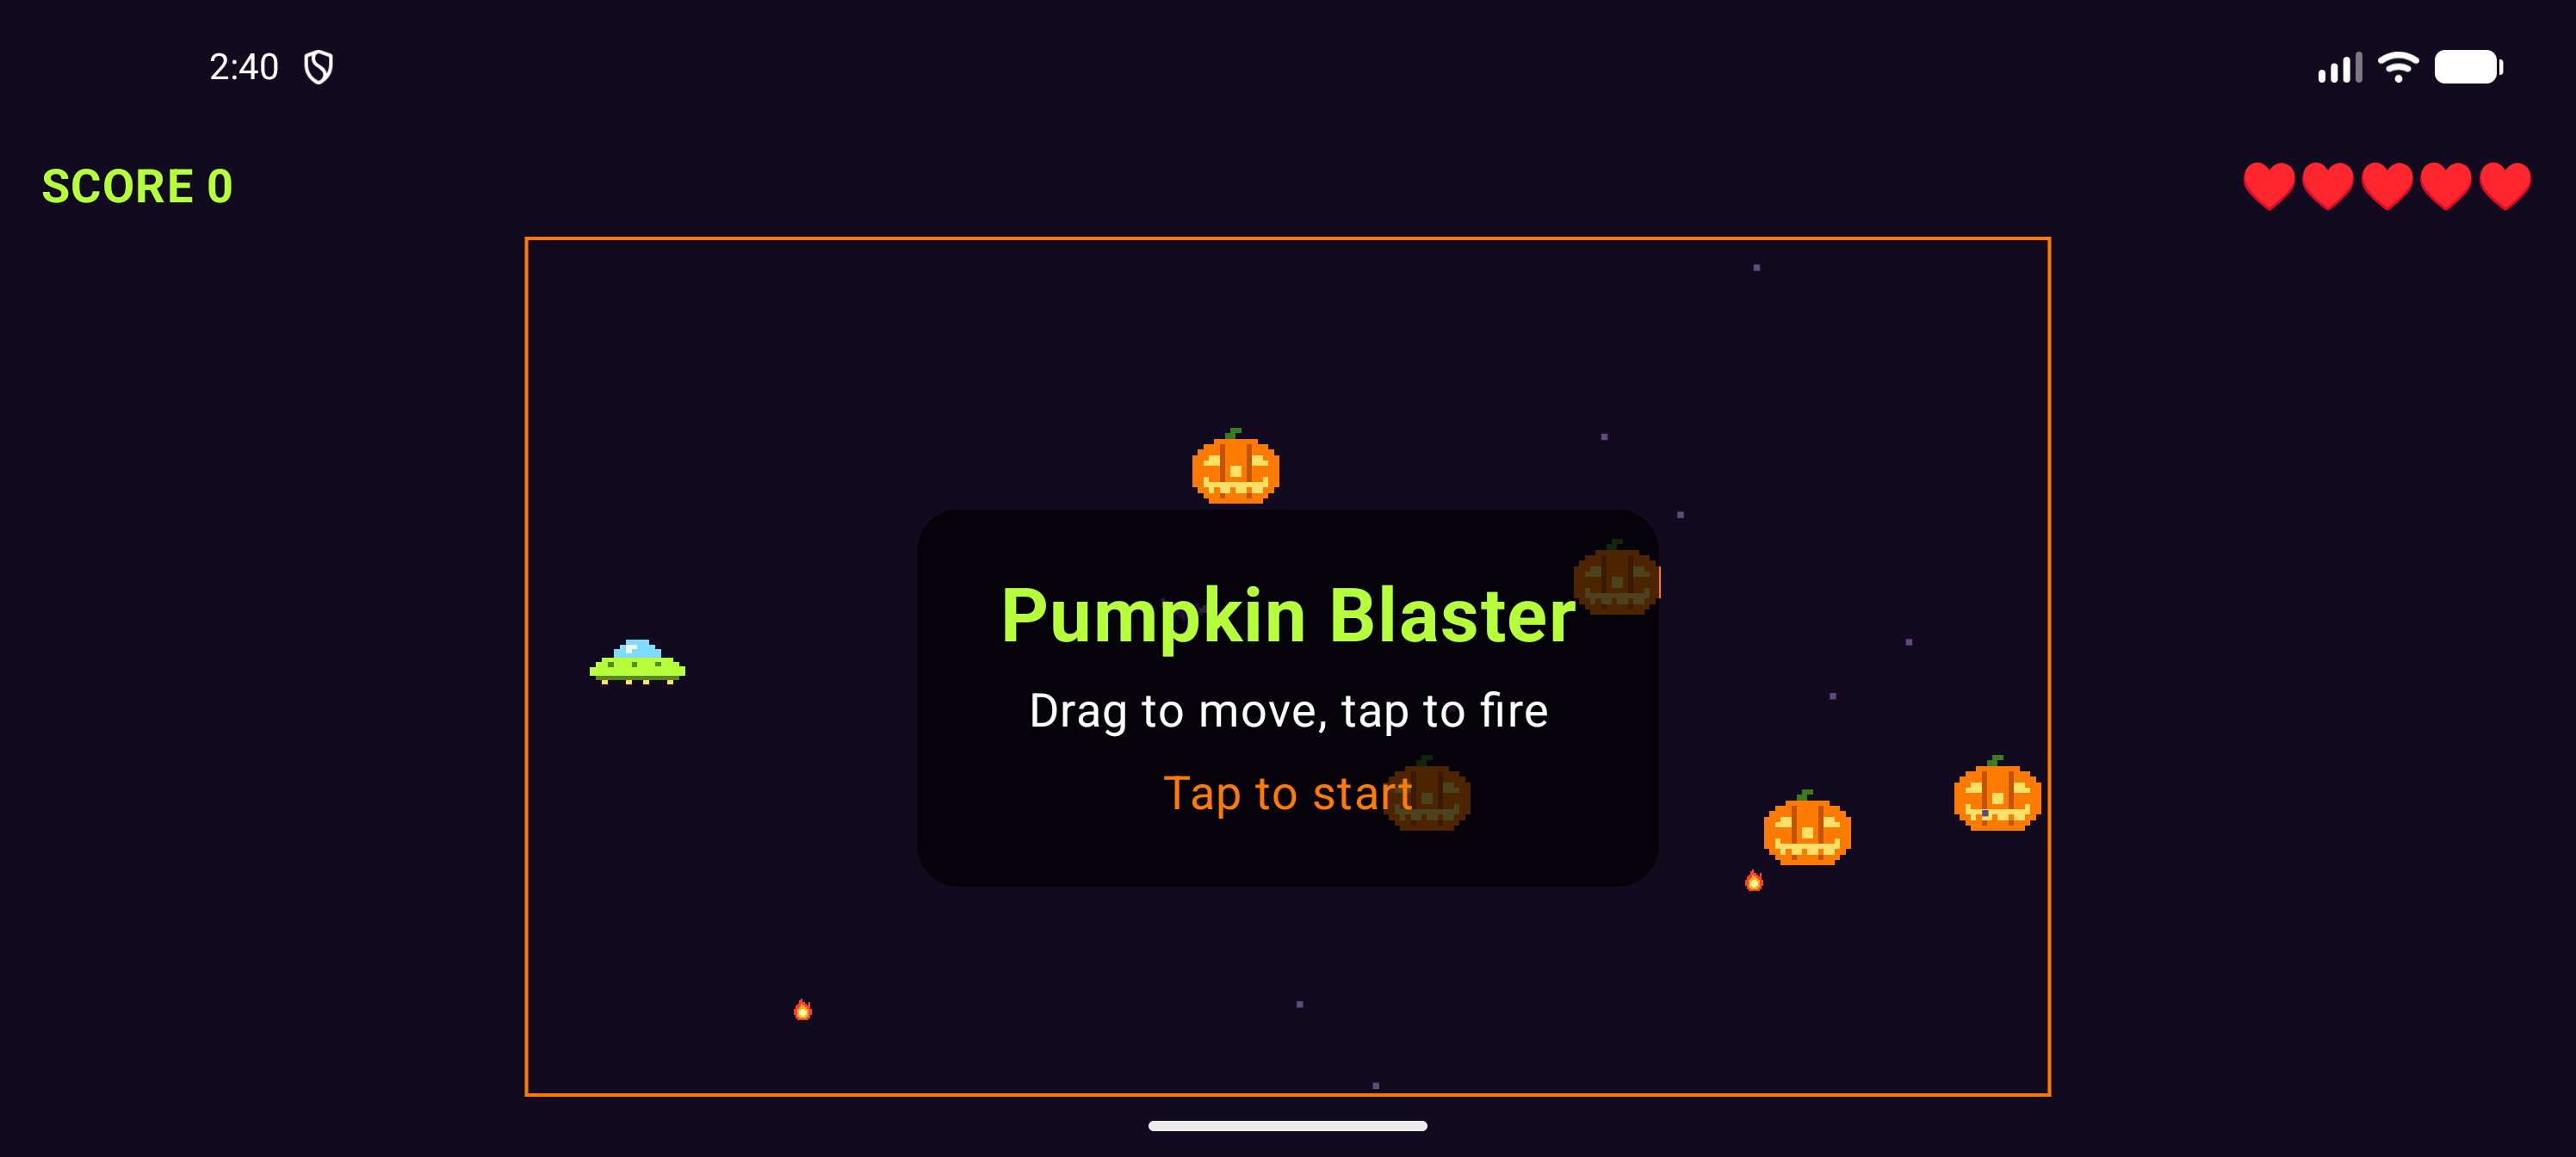 2:40
SCORE 0
Pumpkin Blaster
Drag to move, tap to fire
Tap to start